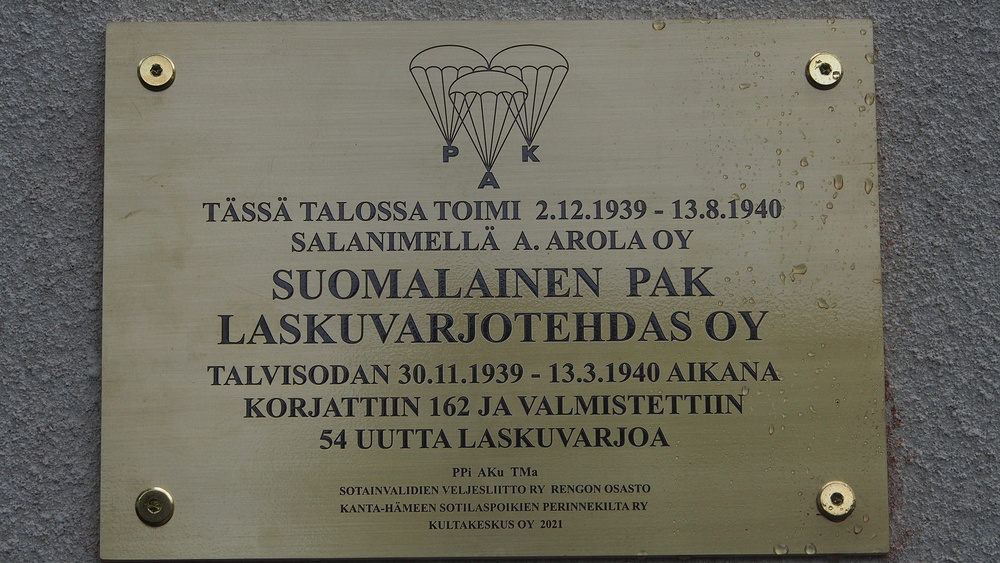 P K
A
TÄSSÄ TALOSSA TOIMI 2.12.1939 - 13.8.1940
SALANIMELLÄ A. AROLA OY
SUOMALAINEN PAK
LASKUVARJOTEHDAS OY
TALVISODAN 30.11.1939 - 13.3.1940 AIKANA
KORJATTIIN 162 JA VALMISTETTIIN
54 UUTTA LASKUVARJOA
PPi AKu TMa
SOTAINVALIDIEN VELJESLIITTO RY RENGON OSASTO
KANTA-HÄMEEN SOTILASPOIKIEN PERINNEKILTA RY
KULTAKESKUS OY 2021